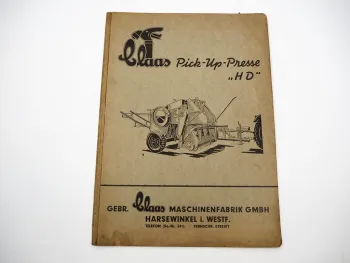 Claas Pick-Up-Presse
„HD"
GEBR. Claas MASCHINENFABRIK GMBH
HARSEWINKEL I. WESTF.